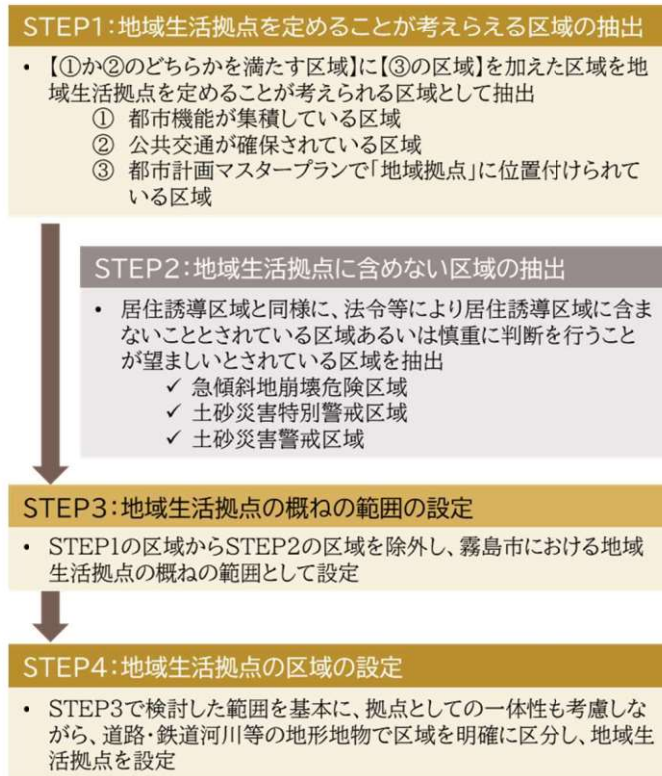 STEP1:地域生活拠点を定めることが考えらえる区域の抽出
• 【①か②のどちらかを満たす区域】に【③の区域】を加えた区域を地
域生活拠点を定めることが考えられる区域として抽出
① 都市機能が集積している区域
② 公共交通が確保されている区域
③ 都市計画マスタープランで「地域拠点」に位置付けられて
いる区域
STEP2:地域生活拠点に含めない区域の抽出
• 居住誘導区域と同様に、法令等により居住誘導区域に含ま
ないこととされている区域あるいは慎重に判断を行うこと
が望ましいとされている区域を抽出
✓ 急傾斜地崩壊危険区域
✓ 土砂災害特別警戒区域
✓ 土砂災害警戒区域
STEP3:地域生活拠点の概ねの範囲の設定
• STEP1の区域からSTEP2の区域を除外し、霧島市における地域
生活拠点の概ねの範囲として設定
STEP4:地域生活拠点の区域の設定
• STEP3で検討した範囲を基本に、拠点としての一体性も考慮しな
がら、道路・鉄道河川等の地形地物で区域を明確に区分し、地域生
活拠点を設定